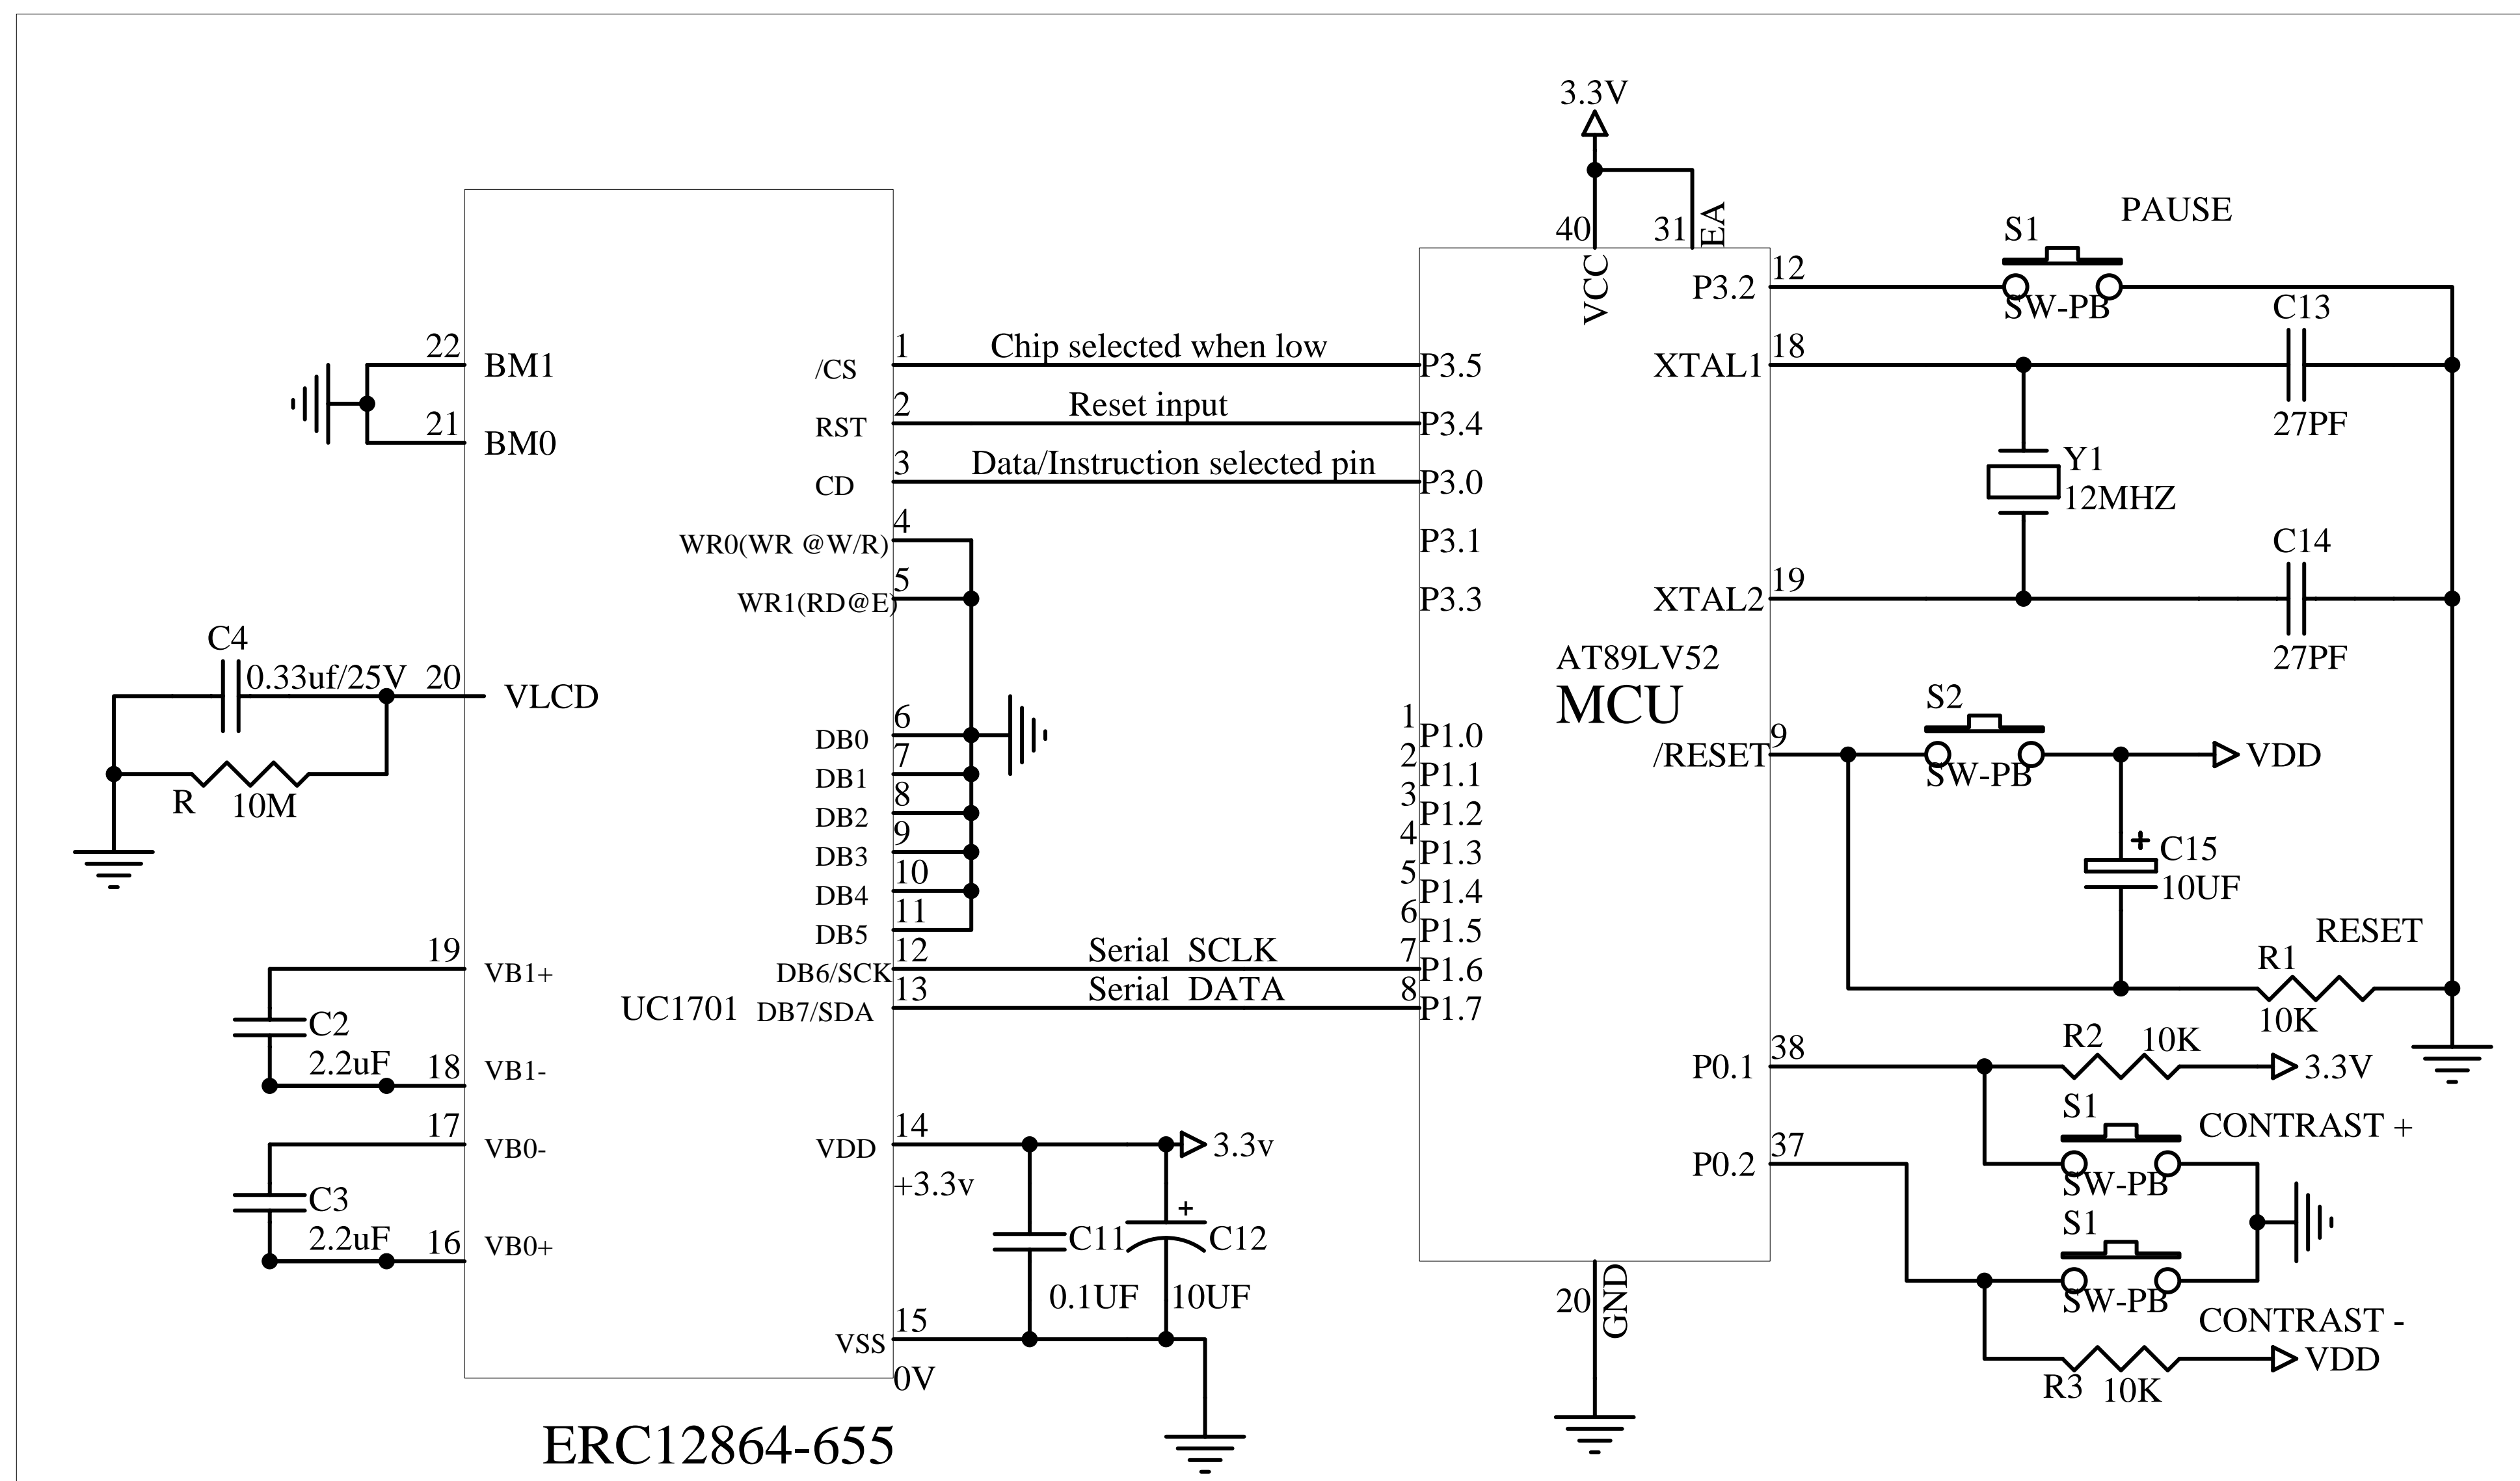 3.3V
40
31
EA
VCC
22
BM1
21
BM0
C4
0.33uf/25V
20
VLCD
R
10M
19
VB1+
C2
2.2uF
18
VB1-
17
VB0-
C3
2.2uF
16
VB0+
UC1701
/CS
1
Chip selected when low
RST
2
Reset input
CD
3
Data/Instruction selected pin
WR0(WR @W/R)
4
WR1(RD@E)
5
DB0
6
DB1
7
DB2
8
DB3
9
DB4
10
DB5
11
DB6/SCK
12
Serial SCLK
DB7/SDA
13
Serial DATA
VDD
14
3.3v
+3.3v
C11
0.1UF
C12
+
10UF
VSS
15
0V
ERC12864-655
P3.5
P3.4
P3.0
P3.1
P3.3
AT89LV52
MCU
1
P1.0
2
P1.1
3
P1.2
4
P1.3
5
P1.4
6
P1.5
7
P1.6
8
P1.7
20
GND
P3.2
12
S1
PAUSE
SW-PB
XTAL1
18
C13
27PF
Y1
12MHZ
XTAL2
19
C14
27PF
/RESET
9
S2
SW-PB
VDD
+
C15
10UF
RESET
R1
10K
P0.1
38
R2
10K
3.3V
S1
CONTRAST +
SW-PB
P0.2
37
S1
SW-PB
CONTRAST -
R3
10K
VDD